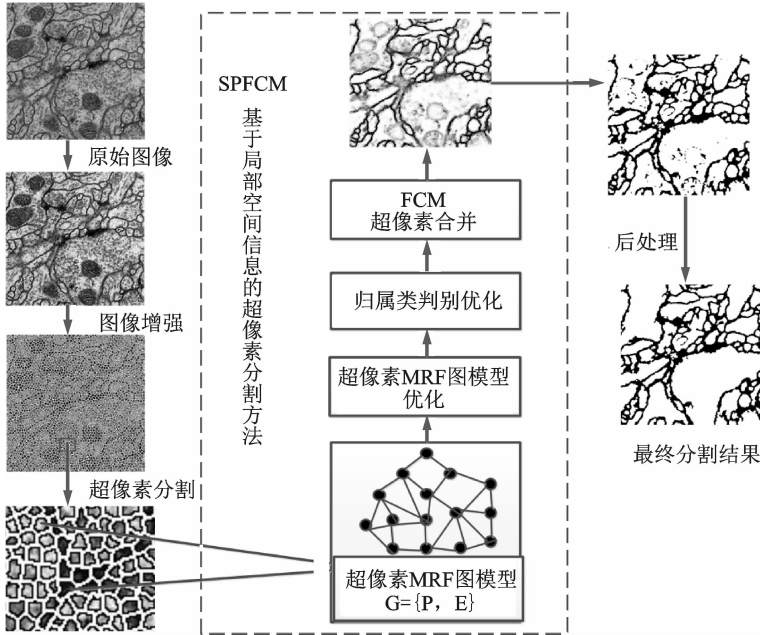 原始图像
图像增强
超像素分割
SPFCM
基于局部空间信息的超像素分割方法
FCM
超像素合并
归属类判别优化
超像素MRF图模型
优化
超像素MRF图模型
G={P，E}
后处理
最终分割结果